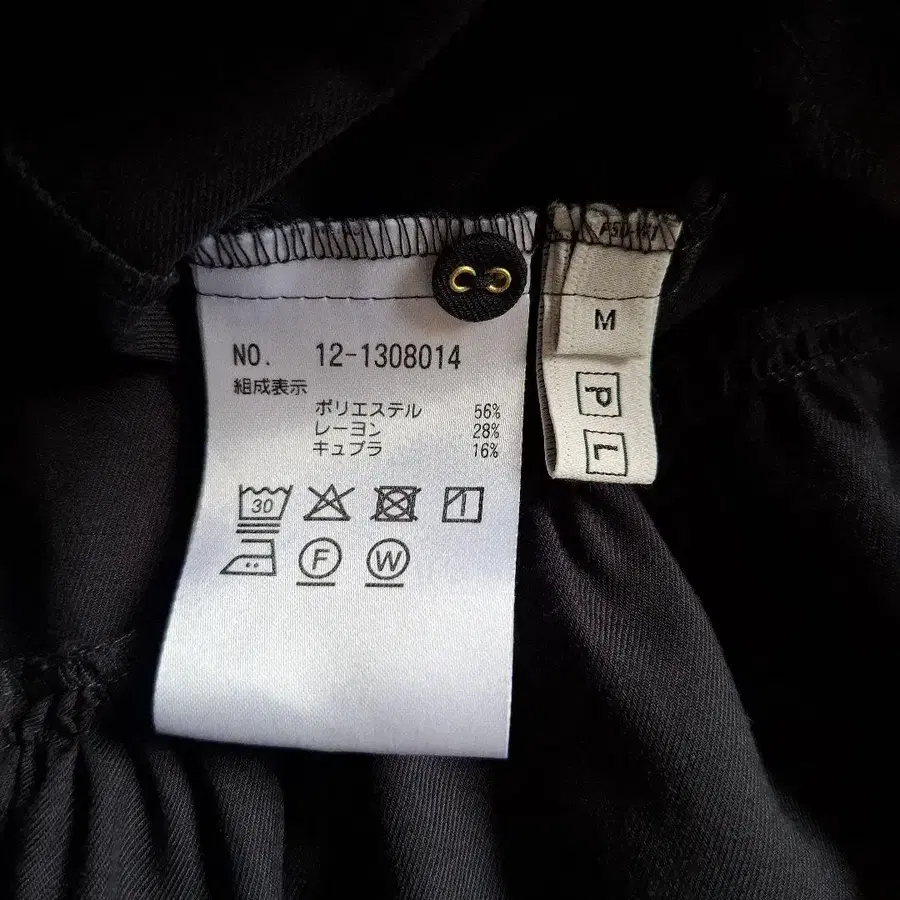 NO. 12-1308014
組成表示
ポリエステル 56%
レーヨン 28%
キュプラ 16%
30
F W
M
P
L